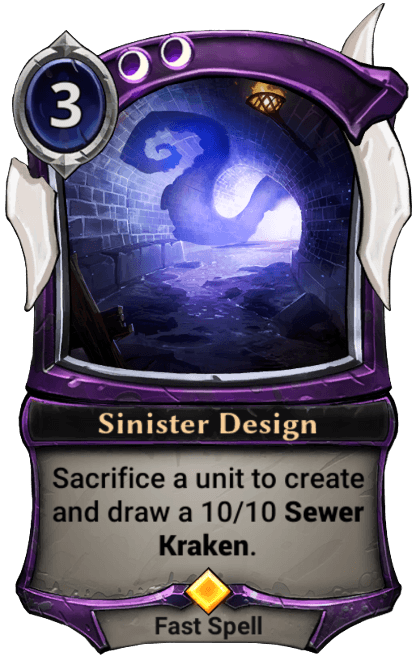 3
Sinister Design
Sacrifice a unit to create
and draw a 10/10 Sewer
Kraken.
Fast Spell